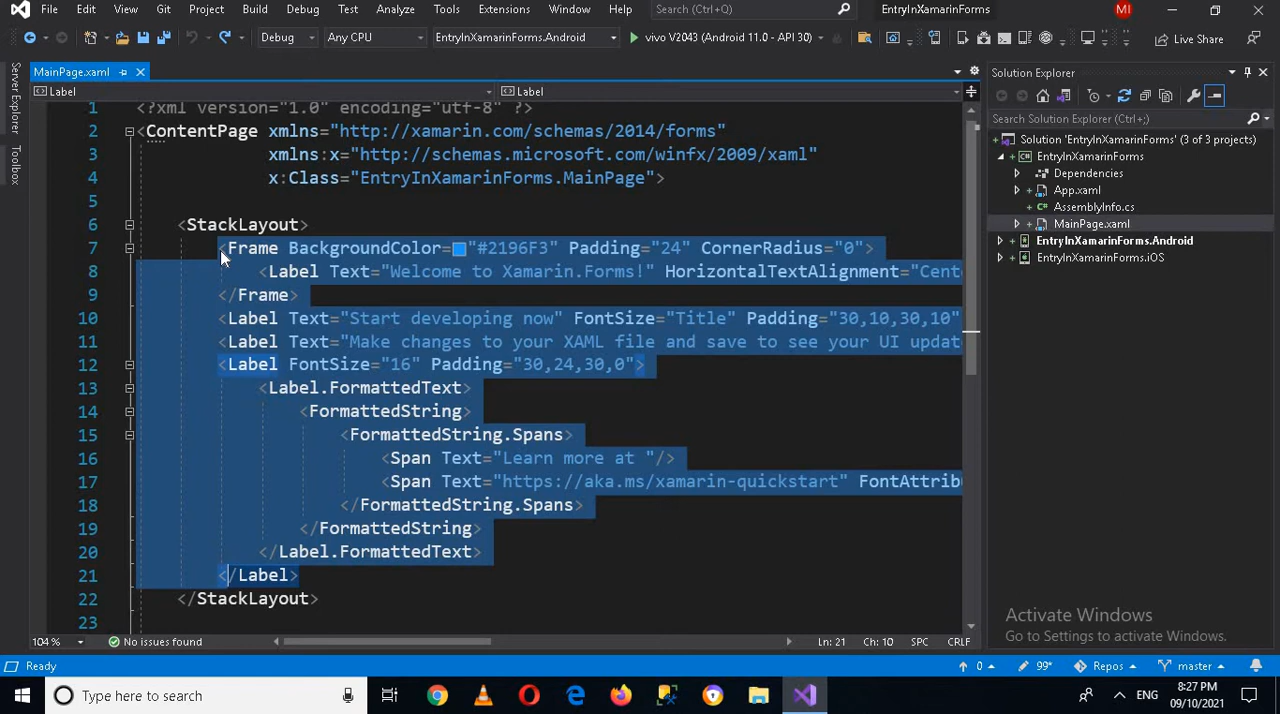 File Edit View Git Project Build Debug Test Analyze Tools Extensions Window Help Search (Ctrl+Q) EntryInXamarinForms MI
Debug Any CPU EntryInXamarinForms.Android vivo V2043 (Android 11.0 - API 30) Live Share
Server Explorer
Toolbox
MainPage.xaml
Label Label
1 <?xml version="1.0" encoding="utf-8" ?>
2 <ContentPage xmlns="http://xamarin.com/schemas/2014/forms"
3 xmlns:x="http://schemas.microsoft.com/winfx/2009/xaml"
4 x:Class="EntryInXamarinForms.MainPage">
5
6 <StackLayout>
7 <Frame BackgroundColor="#2196F3" Padding="24" CornerRadius="0">
8 <Label Text="Welcome to Xamarin.Forms!" HorizontalTextAlignment="Cente
9 </Frame>
10 <Label Text="Start developing now" FontSize="Title" Padding="30,10,30,10"
11 <Label Text="Make changes to your XAML file and save to see your UI updat
12 <Label FontSize="16" Padding="30,24,30,0">
13 <Label.FormattedText>
14 <FormattedString>
15 <FormattedString.Spans>
16 <Span Text="Learn more at "/>
17 <Span Text="https://aka.ms/xamarin-quickstart" FontAttrib
18 </FormattedString.Spans>
19 </FormattedString>
20 </Label.FormattedText>
21 </Label>
22 </StackLayout>
23
104 % No issues found Ln: 21 Ch: 10 SPC CRLF
Solution Explorer
Search Solution Explorer (Ctrl+;)
Solution 'EntryInXamarinForms' (3 of 3 projects)
EntryInXamarinForms
Dependencies
App.xaml
AssemblyInfo.cs
MainPage.xaml
EntryInXamarinForms.Android
EntryInXamarinForms.iOS
Activate Windows
Go to Settings to activate Windows.
Ready 0 99* Repos master
Type here to search ENG 8:27 PM
09/10/2021